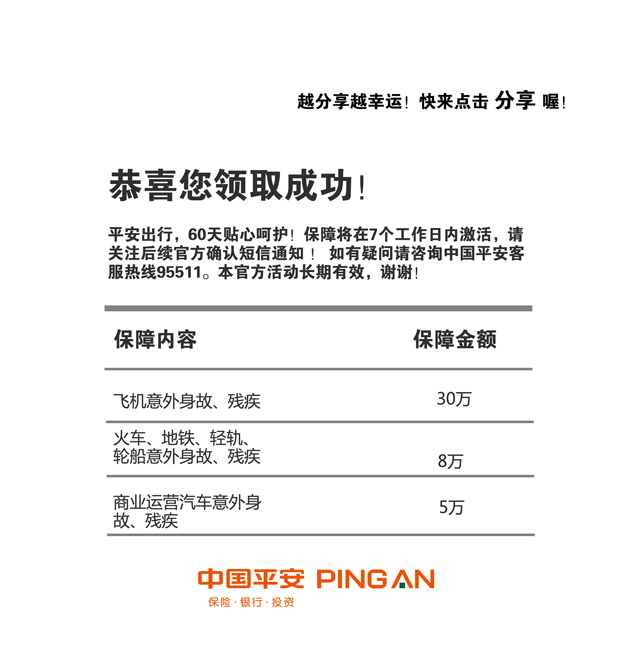 越分享越幸运！快来点击 分享 喔！
恭喜您领取成功！
平安出行，60天贴心呵护！保障将在7个工作日内激活，请
关注后续官方确认短信通知！ 如有疑问请咨询中国平安客
服热线95511。本官方活动长期有效，谢谢！
保障内容 保障金额
飞机意外身故、残疾 30万
火车、地铁、轻轨、
轮船意外身故、残疾 8万
商业运营汽车意外身
故、残疾 5万
中国平安 PING AN
保险·银行·投资